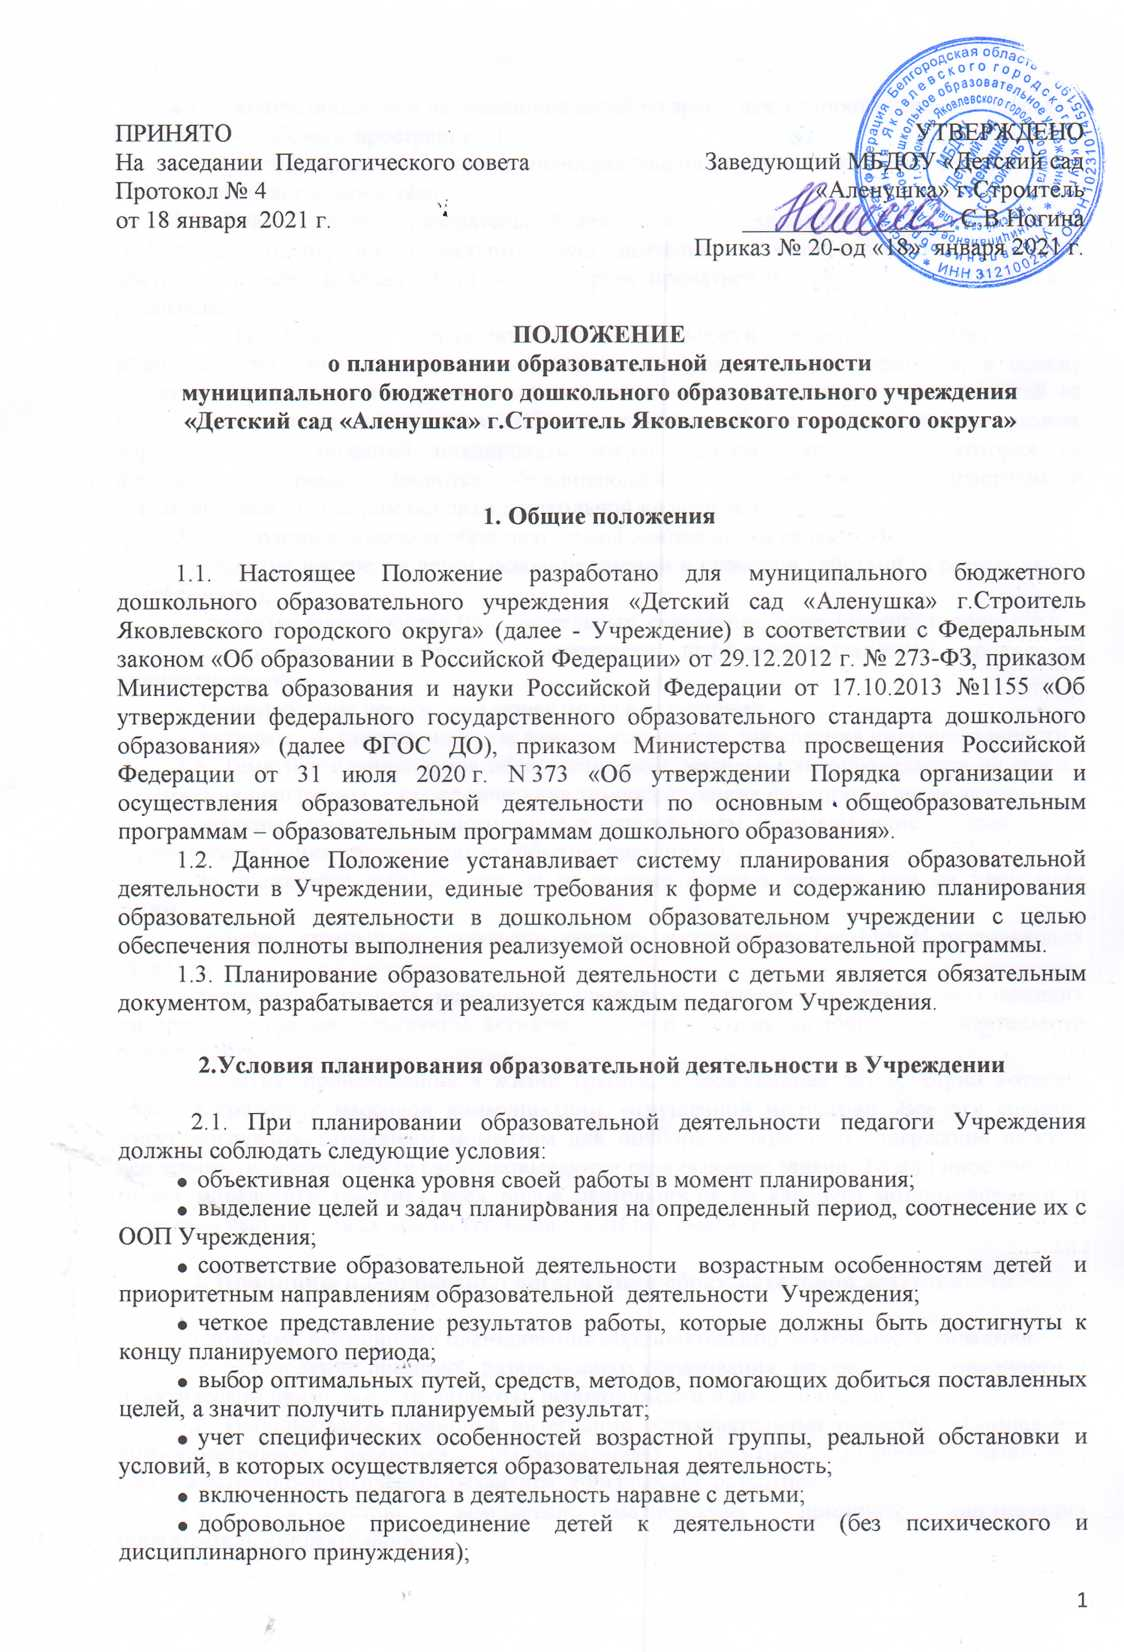 ПРИНЯТО
На заседании Педагогического совета
Протокол № 4
от 18 января 2021 г.
УТВЕРЖДЕНО
Заведующий МБДОУ «Детский сад
«Аленушка» г.Строитель
С.В.Ногина
Приказ № 20-од «18» января 2021 г.
ПОЛОЖЕНИЕ
о планировании образовательной деятельности
муниципального бюджетного дошкольного образовательного учреждения
«Детский сад «Аленушка» г.Строитель Яковлевского городского округа»
1. Общие положения
1.1. Настоящее Положение разработано для муниципального бюджетного
дошкольного образовательного учреждения «Детский сад «Аленушка» г.Строитель
Яковлевского городского округа» (далее - Учреждение) в соответствии с Федеральным
законом «Об образовании в Российской Федерации» от 29.12.2012 г. № 273-ФЗ, приказом
Министерства образования и науки Российской Федерации от 17.10.2013 №1155 «Об
утверждении федерального государственного образовательного стандарта дошкольного
образования» (далее ФГОС ДО), приказом Министерства просвещения Российской
Федерации от 31 июля 2020 г. N 373 «Об утверждении Порядка организации и
осуществления образовательной деятельности по основным общеобразовательным
программам – образовательным программам дошкольного образования».
1.2. Данное Положение устанавливает систему планирования образовательной
деятельности в Учреждении, единые требования к форме и содержанию планирования
образовательной деятельности в дошкольном образовательном учреждении с целью
обеспечения полноты выполнения реализуемой основной образовательной программы.
1.3. Планирование образовательной деятельности с детьми является обязательным
документом, разрабатывается и реализуется каждым педагогом Учреждения.
2.Условия планирования образовательной деятельности в Учреждении
2.1. При планировании образовательной деятельности педагоги Учреждения
должны соблюдать следующие условия:
• объективная оценка уровня своей работы в момент планирования;
• выделение целей и задач планирования на определенный период, соотнесение их с
ООП Учреждения;
• соответствие образовательной деятельности возрастным особенностям детей и
приоритетным направлениям образовательной деятельности Учреждения;
• четкое представление результатов работы, которые должны быть достигнуты к
концу планируемого периода;
• выбор оптимальных путей, средств, методов, помогающих добиться поставленных
целей, а значит получить планируемый результат;
• учет специфических особенностей возрастной группы, реальной обстановки и
условий, в которых осуществляется образовательная деятельность;
• включенность педагога в деятельность наравне с детьми;
• добровольное присоединение детей к деятельности (без психического и
дисциплинарного принуждения);
1